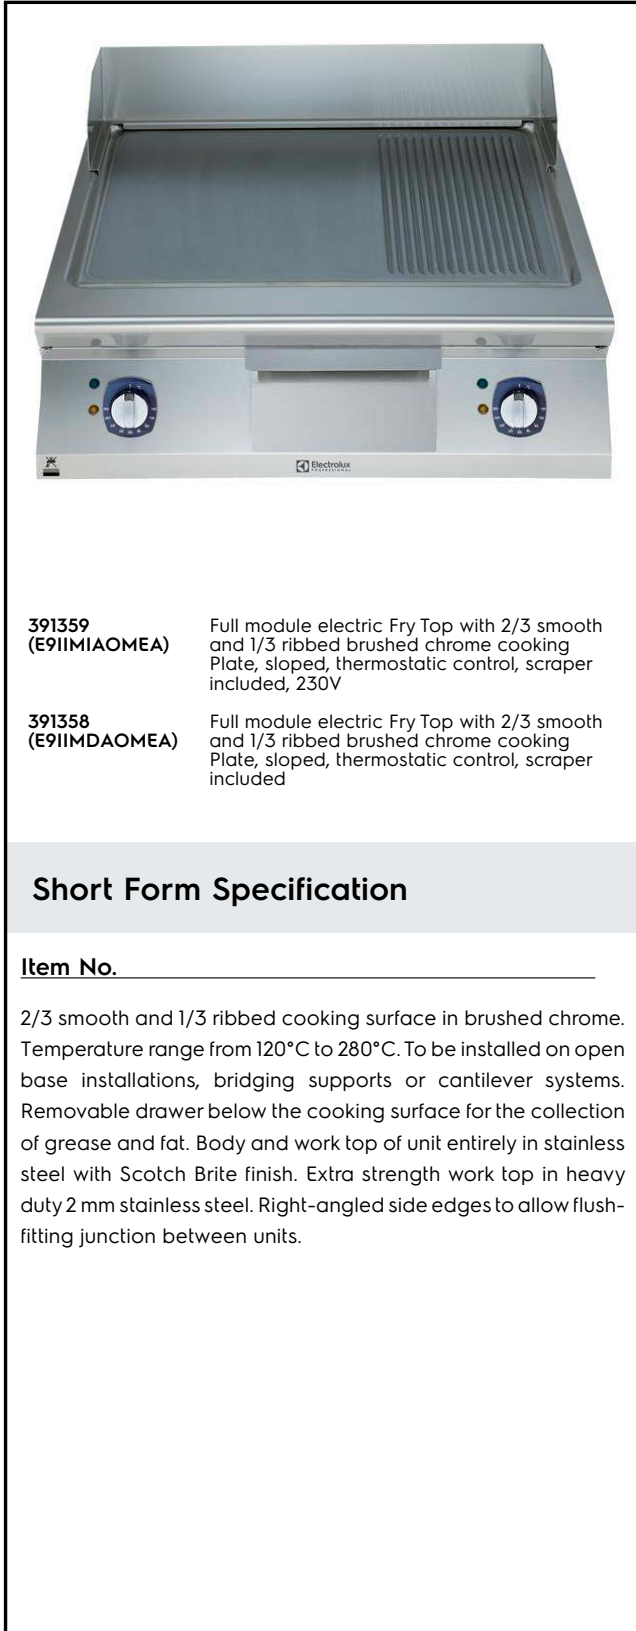 Electrolux
PROFESSIONAL
391359
(E9IIMIAOMEA)
Full module electric Fry Top with 2/3 smooth
and 1/3 ribbed brushed chrome cooking
Plate, sloped, thermostatic control, scraper
included, 230V
391358
(E9IIMDAOMEA)
Full module electric Fry Top with 2/3 smooth
and 1/3 ribbed brushed chrome cooking
Plate, sloped, thermostatic control, scraper
included
Short Form Specification
Item No.
2/3 smooth and 1/3 ribbed cooking surface in brushed chrome.
Temperature range from 120°C to 280°C. To be installed on open
base installations, bridging supports or cantilever systems.
Removable drawer below the cooking surface for the collection
of grease and fat. Body and work top of unit entirely in stainless
steel with Scotch Brite finish. Extra strength work top in heavy
duty 2 mm stainless steel. Right-angled side edges to allow flush-
fitting junction between units.